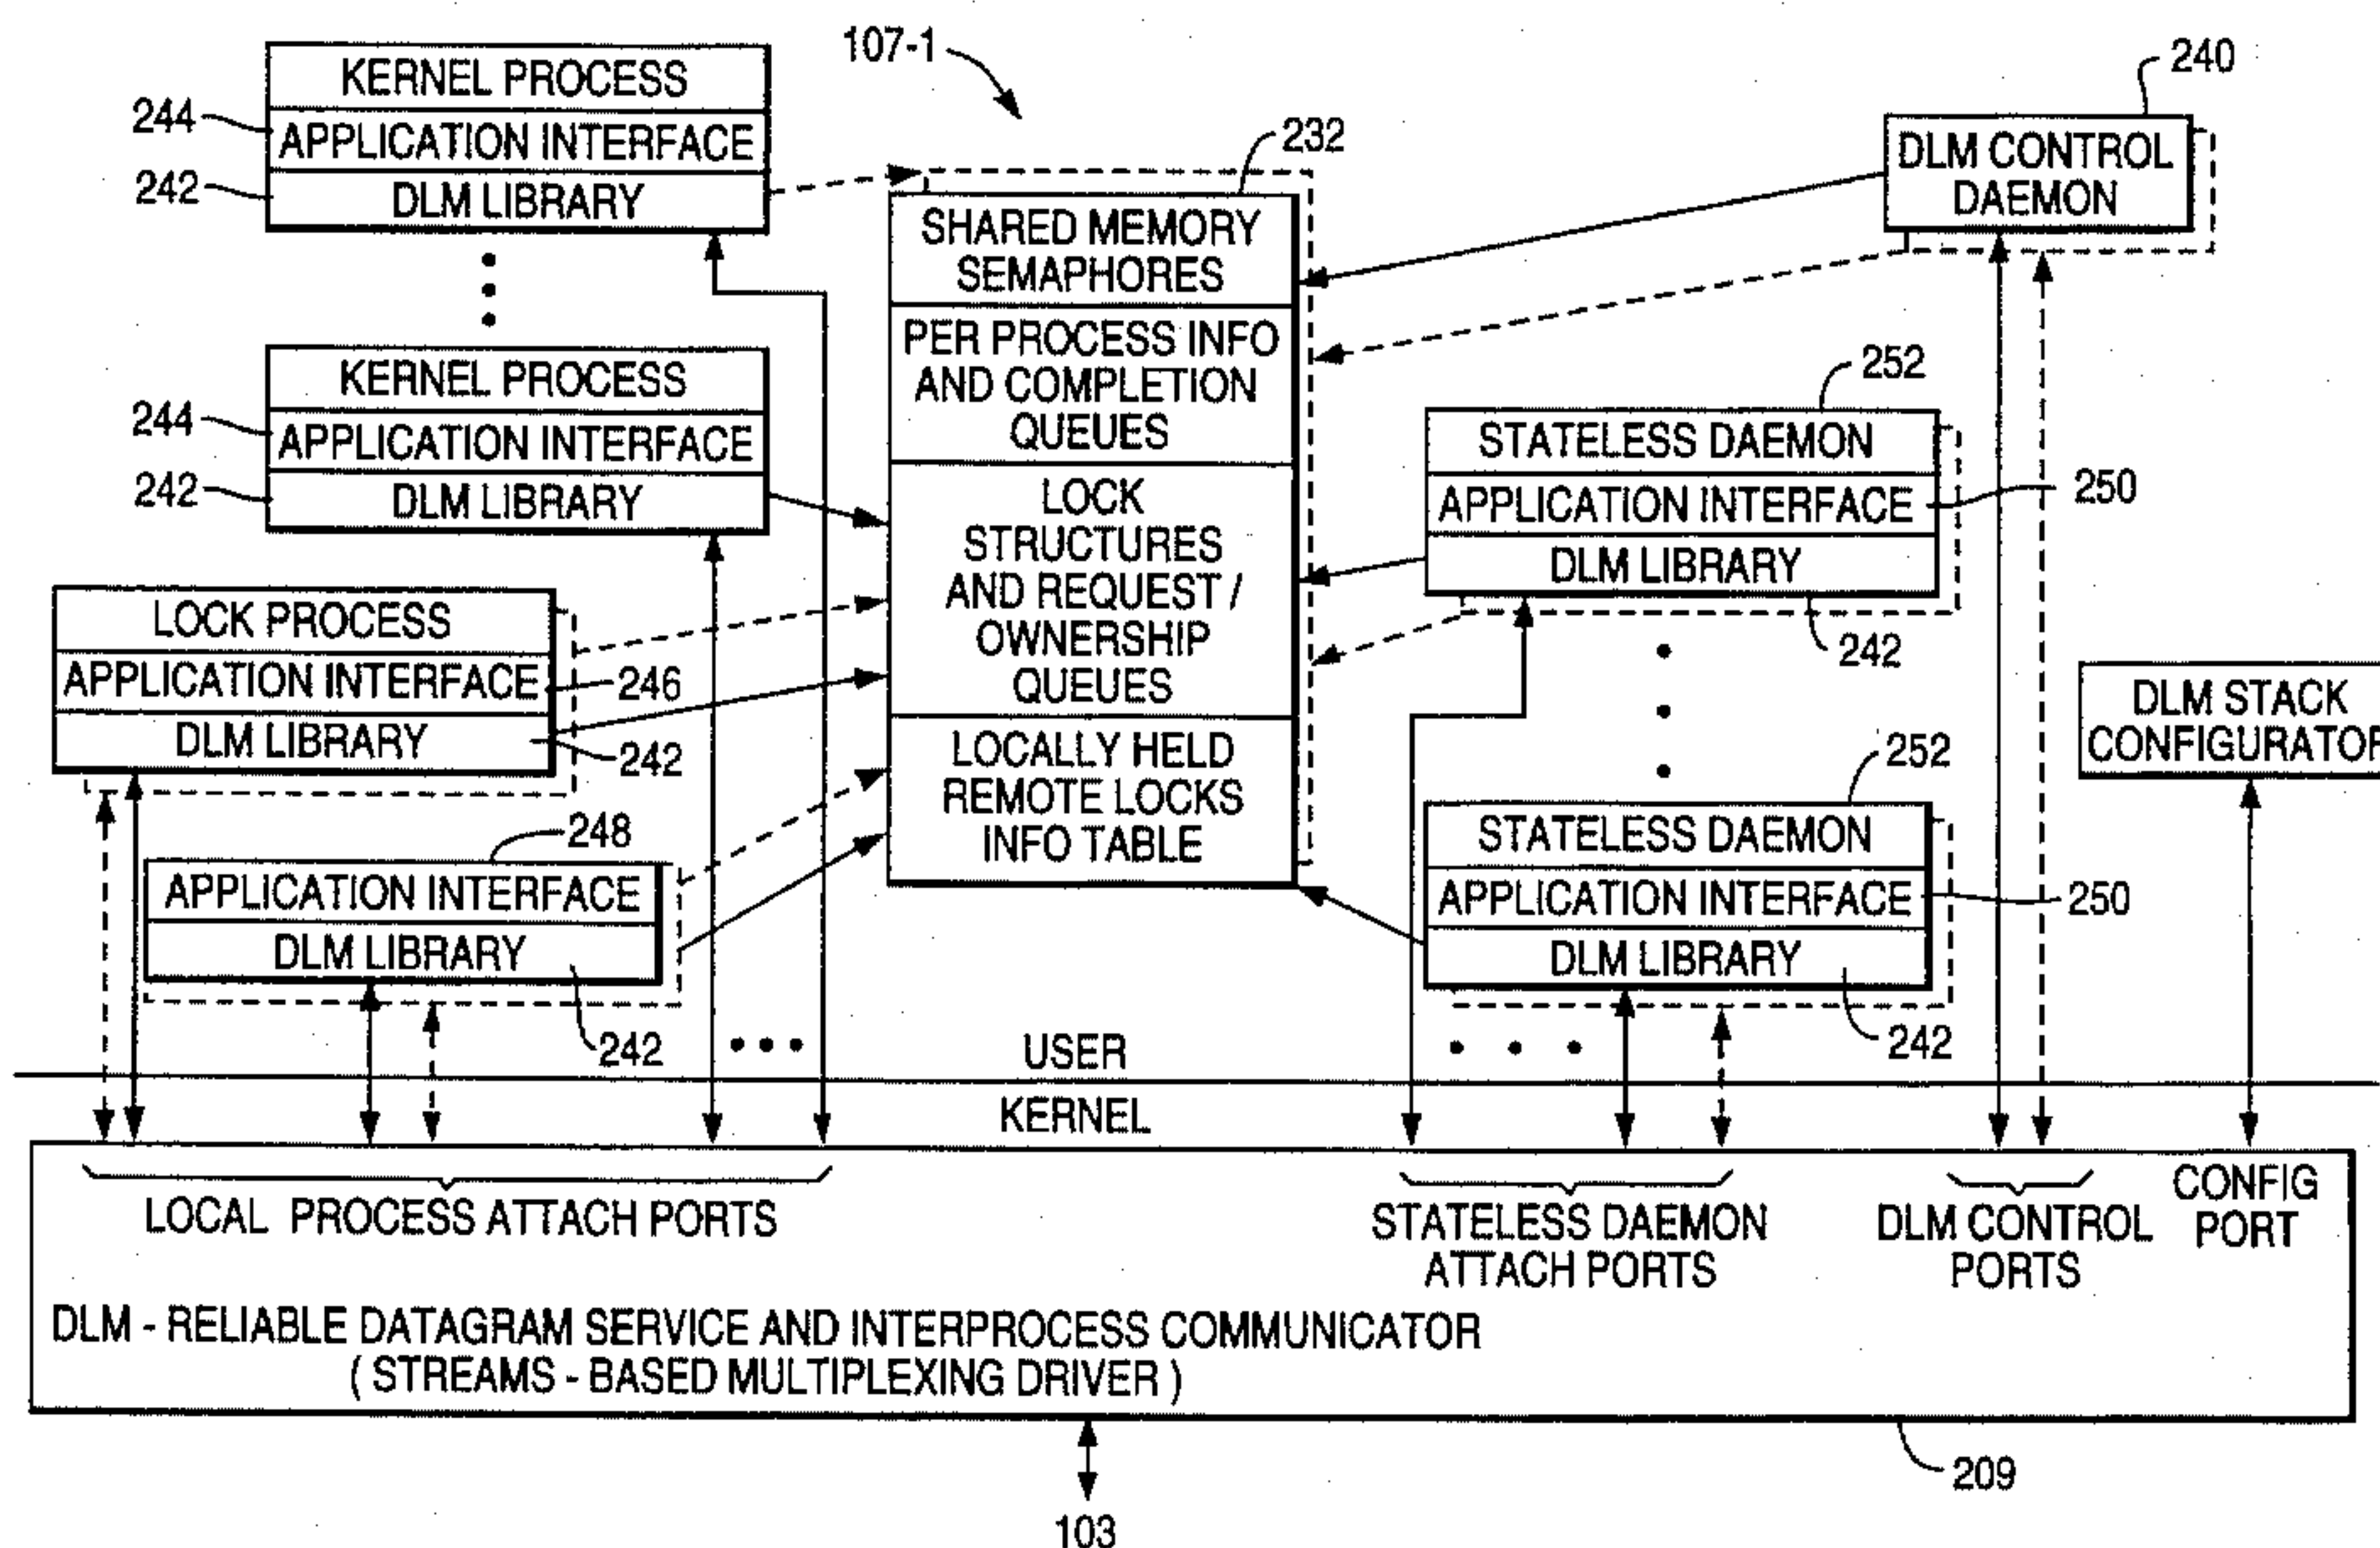 107-1
240
KERNEL PROCESS
244
APPLICATION INTERFACE
242
DLM LIBRARY
232
SHARED MEMORY
SEMAPHORES
PER PROCESS INFO
AND COMPLETION
QUEUES
LOCK
STRUCTURES
AND REQUEST /
OWNERSHIP
QUEUES
LOCALLY HELD
REMOTE LOCKS
INFO TABLE
DLM CONTROL
DAEMON
KERNEL PROCESS
244
APPLICATION INTERFACE
242
DLM LIBRARY
252
STATELESS DAEMON
APPLICATION INTERFACE
250
DLM LIBRARY
242
LOCK PROCESS
APPLICATION INTERFACE
246
DLM LIBRARY
242
DLM STACK
CONFIGURATOR
248
APPLICATION INTERFACE
DLM LIBRARY
242
252
STATELESS DAEMON
APPLICATION INTERFACE
250
DLM LIBRARY
242
USER
KERNEL
LOCAL PROCESS ATTACH PORTS
STATELESS DAEMON
ATTACH PORTS
DLM CONTROL
PORTS
CONFIG
PORT
DLM - RELIABLE DATAGRAM SERVICE AND INTERPROCESS COMMUNICATOR
( STREAMS - BASED MULTIPLEXING DRIVER )
209
103